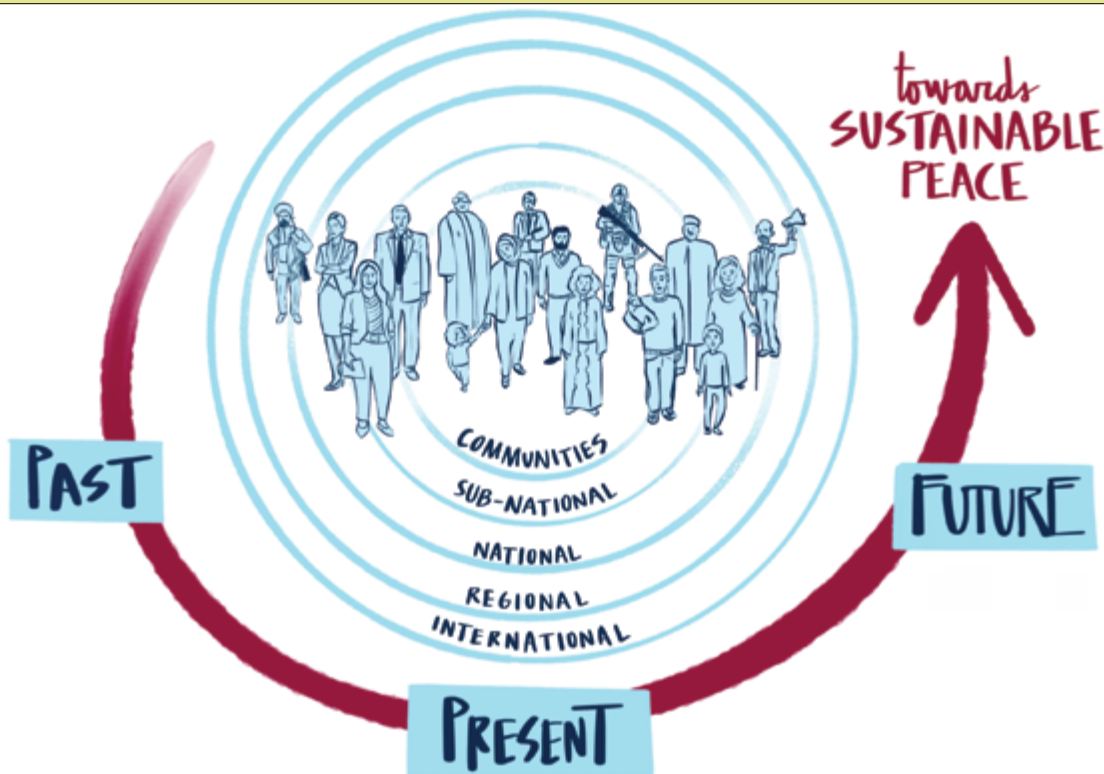 towards
SUSTAINABLE
PEACE
COMMUNITIES
SUB-NATIONAL
NATIONAL
REGIONAL
INTERNATIONAL
PAST
PRESENT
FUTURE